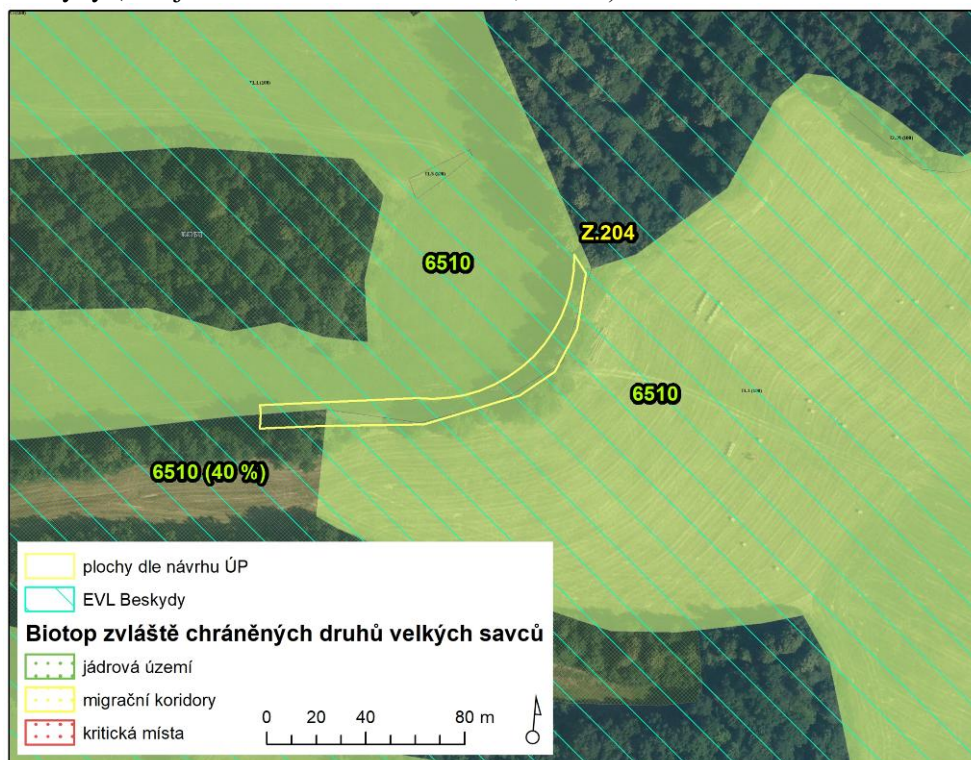 Z.204
6510
6510
6510 (40 %)
plochy dle návrhu ÚP
EVL Beskydy
Biotop zvláště chráněných druhů velkých savců
jádrová území
migrační koridory
kritická místa
0 20 40 80 m